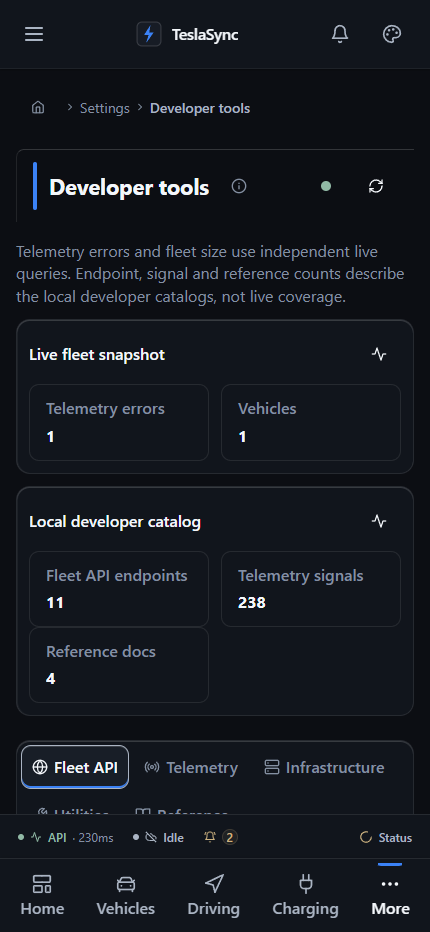 TeslaSync
Settings
Developer tools
Developer tools
Telemetry errors and fleet size use independent live
queries. Endpoint, signal and reference counts describe
the local developer catalogs, not live coverage.
Live fleet snapshot
Telemetry errors
1
Vehicles
1
Local developer catalog
Fleet API endpoints
11
Telemetry signals
238
Reference docs
4
Fleet API
Telemetry
Infrastructure
Utilities
Reference
API · 230ms
Idle
2
Status
Home
Vehicles
Driving
Charging
More